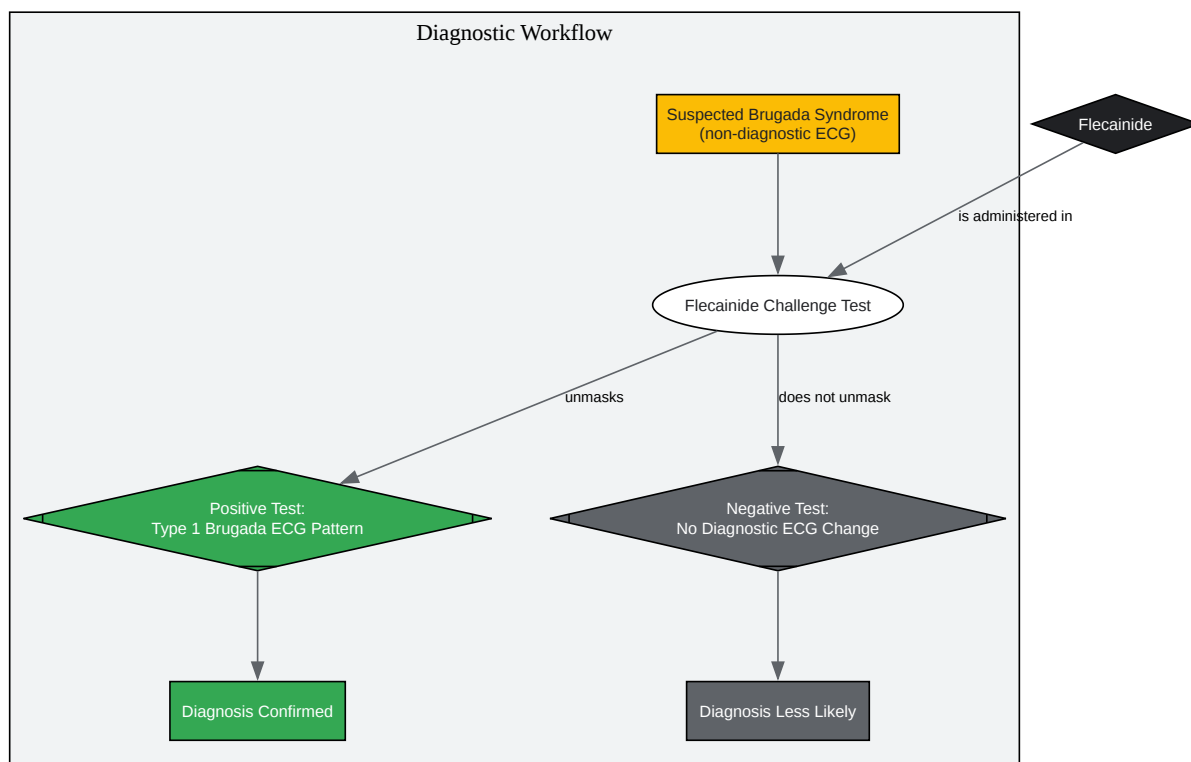 Diagnostic Workflow
Suspected Brugada Syndrome
(non-diagnostic ECG)
Flecainide
is administered in
Flecainide Challenge Test
unmasks
does not unmask
Positive Test:
Type 1 Brugada ECG Pattern
Negative Test:
No Diagnostic ECG Change
Diagnosis Confirmed
Diagnosis Less Likely